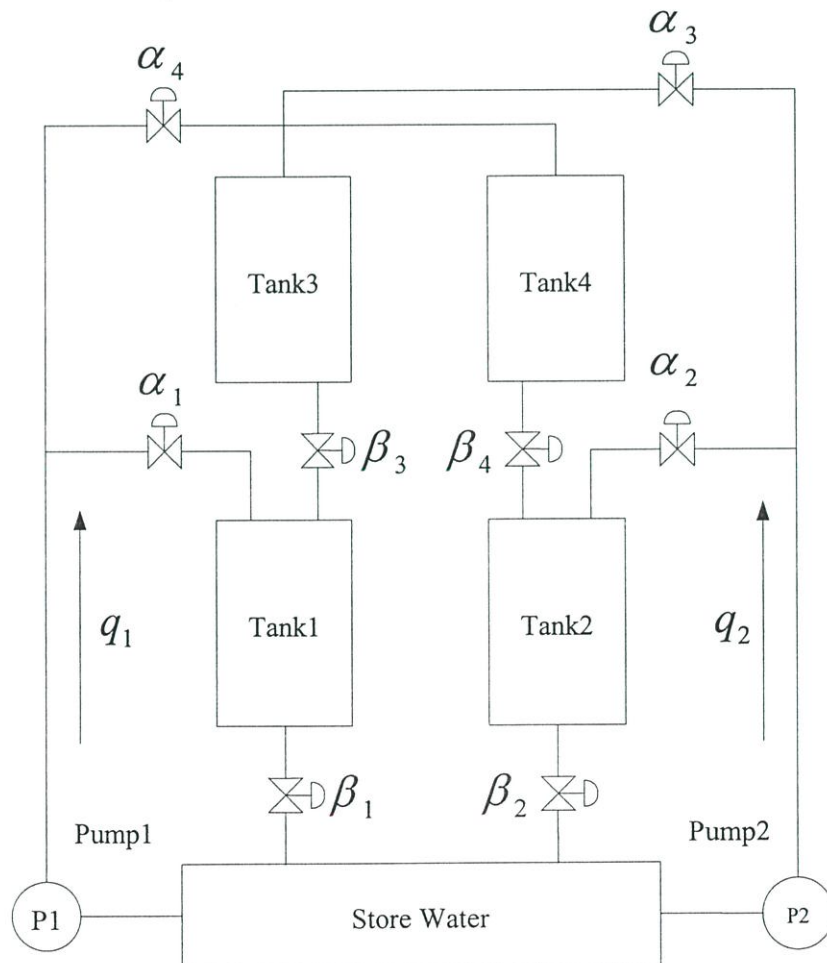 α3
α4
Tank3
Tank4
α1
α2
β3
β4
q1
Tank1
Tank2
q2
β1
β2
Pump1
Pump2
P1
Store Water
P2